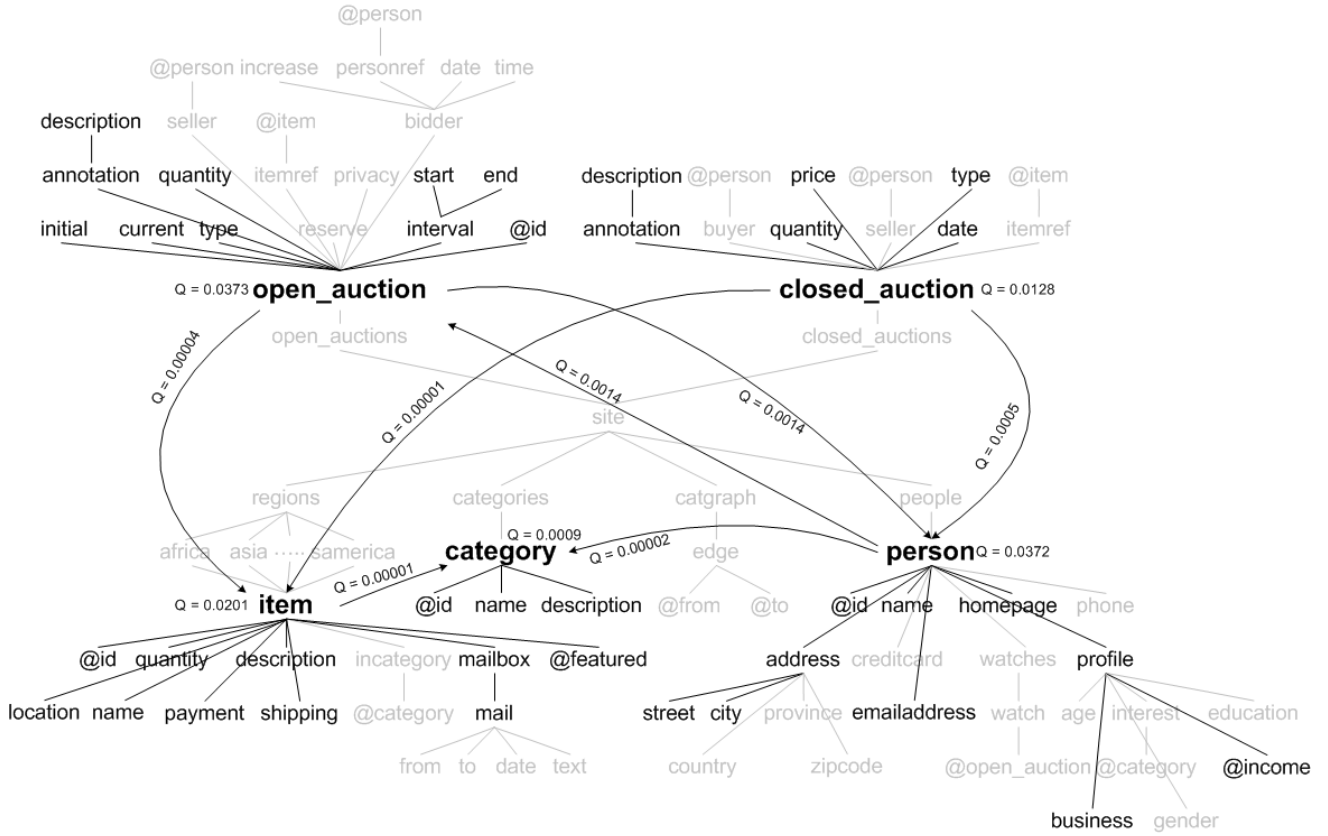 @person
@person increase personref date time
description seller @item bidder
annotation quantity itemref privacy start end description @person price @person type @item
initial current type reserve interval @id annotation buyer quantity seller date itemref
Q = 0.0373 open_auction closed_auction Q = 0.0128
open_auctions closed_auctions
Q = 0.00004
Q = 0.00001
Q = 0.0014
Q = 0.0014
Q = 0.0005
site
regions categories catgraph people
africa asia ..... samerica
Q = 0.0009
category
Q = 0.00002
edge
person Q = 0.0372
Q = 0.00001
Q = 0.0201 item @id name description @from @to @id name homepage phone
@id quantity description incategory mailbox @featured address creditcard watches profile
location name payment shipping @category mail street city province emailaddress watch age interest education
from to date text country zipcode @open_auction @category @income
business gender